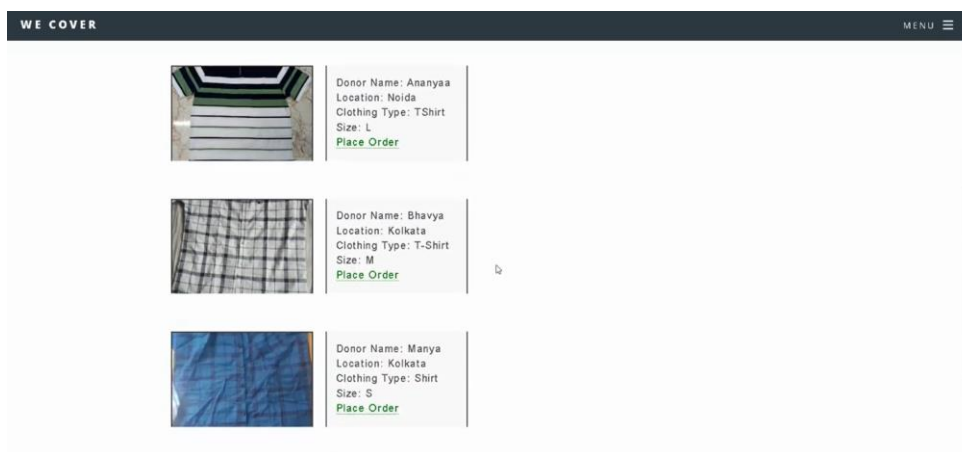 WE COVER
MENU
Donor Name: Ananyaa
Location: Noida
Clothing Type: TShirt
Size: L
Place Order
Donor Name: Bhavya
Location: Kolkata
Clothing Type: T-Shirt
Size: M
Place Order
Donor Name: Manya
Location: Kolkata
Clothing Type: Shirt
Size: S
Place Order